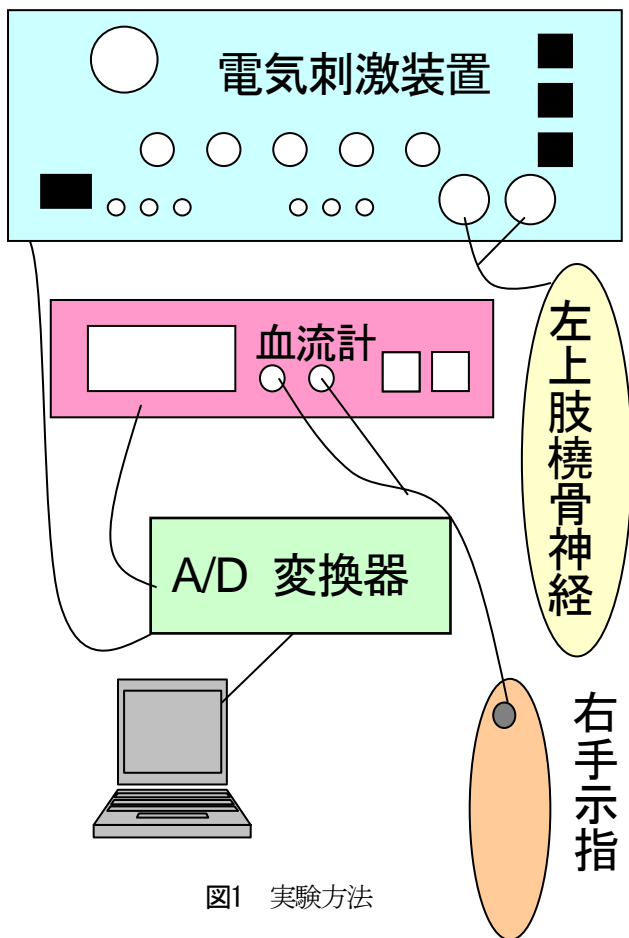 電気刺激装置
血流計
左上肢橈骨神経
A/D 変換器
右手示指
図1 実験方法